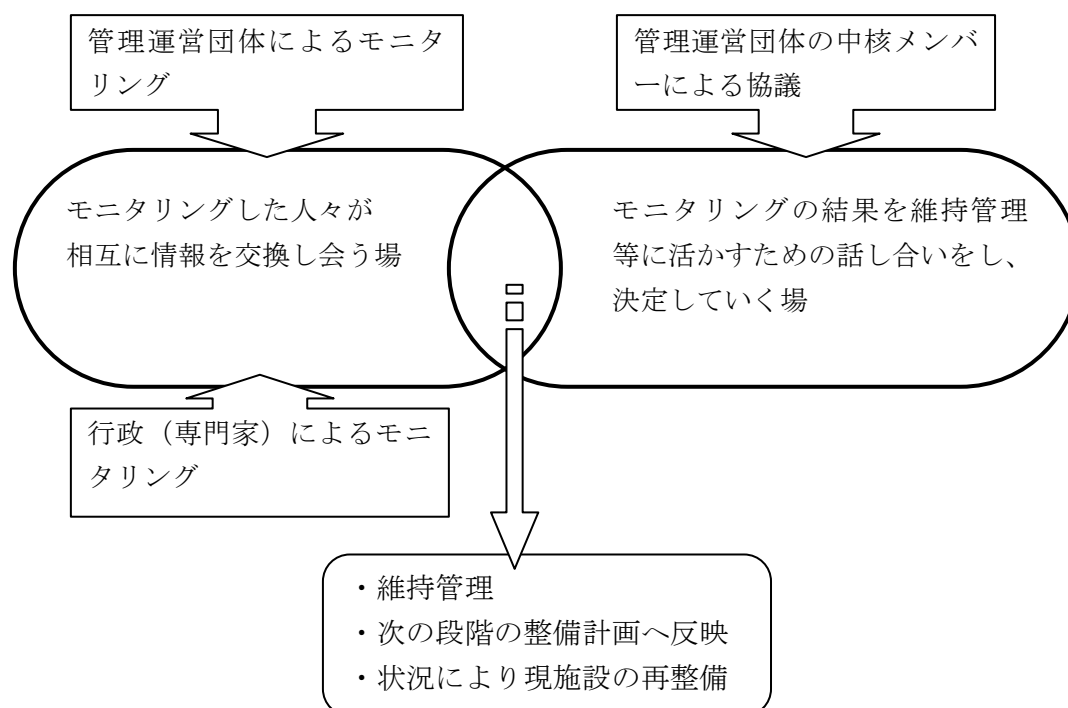 管理運営団体によるモニタ
リング
管理運営団体の中核メンバ
ーによる協議
モニタリングした人々が
相互に情報を交換し会う場
モニタリングの結果を維持管理
等に活かすための話し合いをし、
決定していく場
行政（専門家）によるモニ
タリング
・維持管理
・次の段階の整備計画へ反映
・状況により現施設の再整備